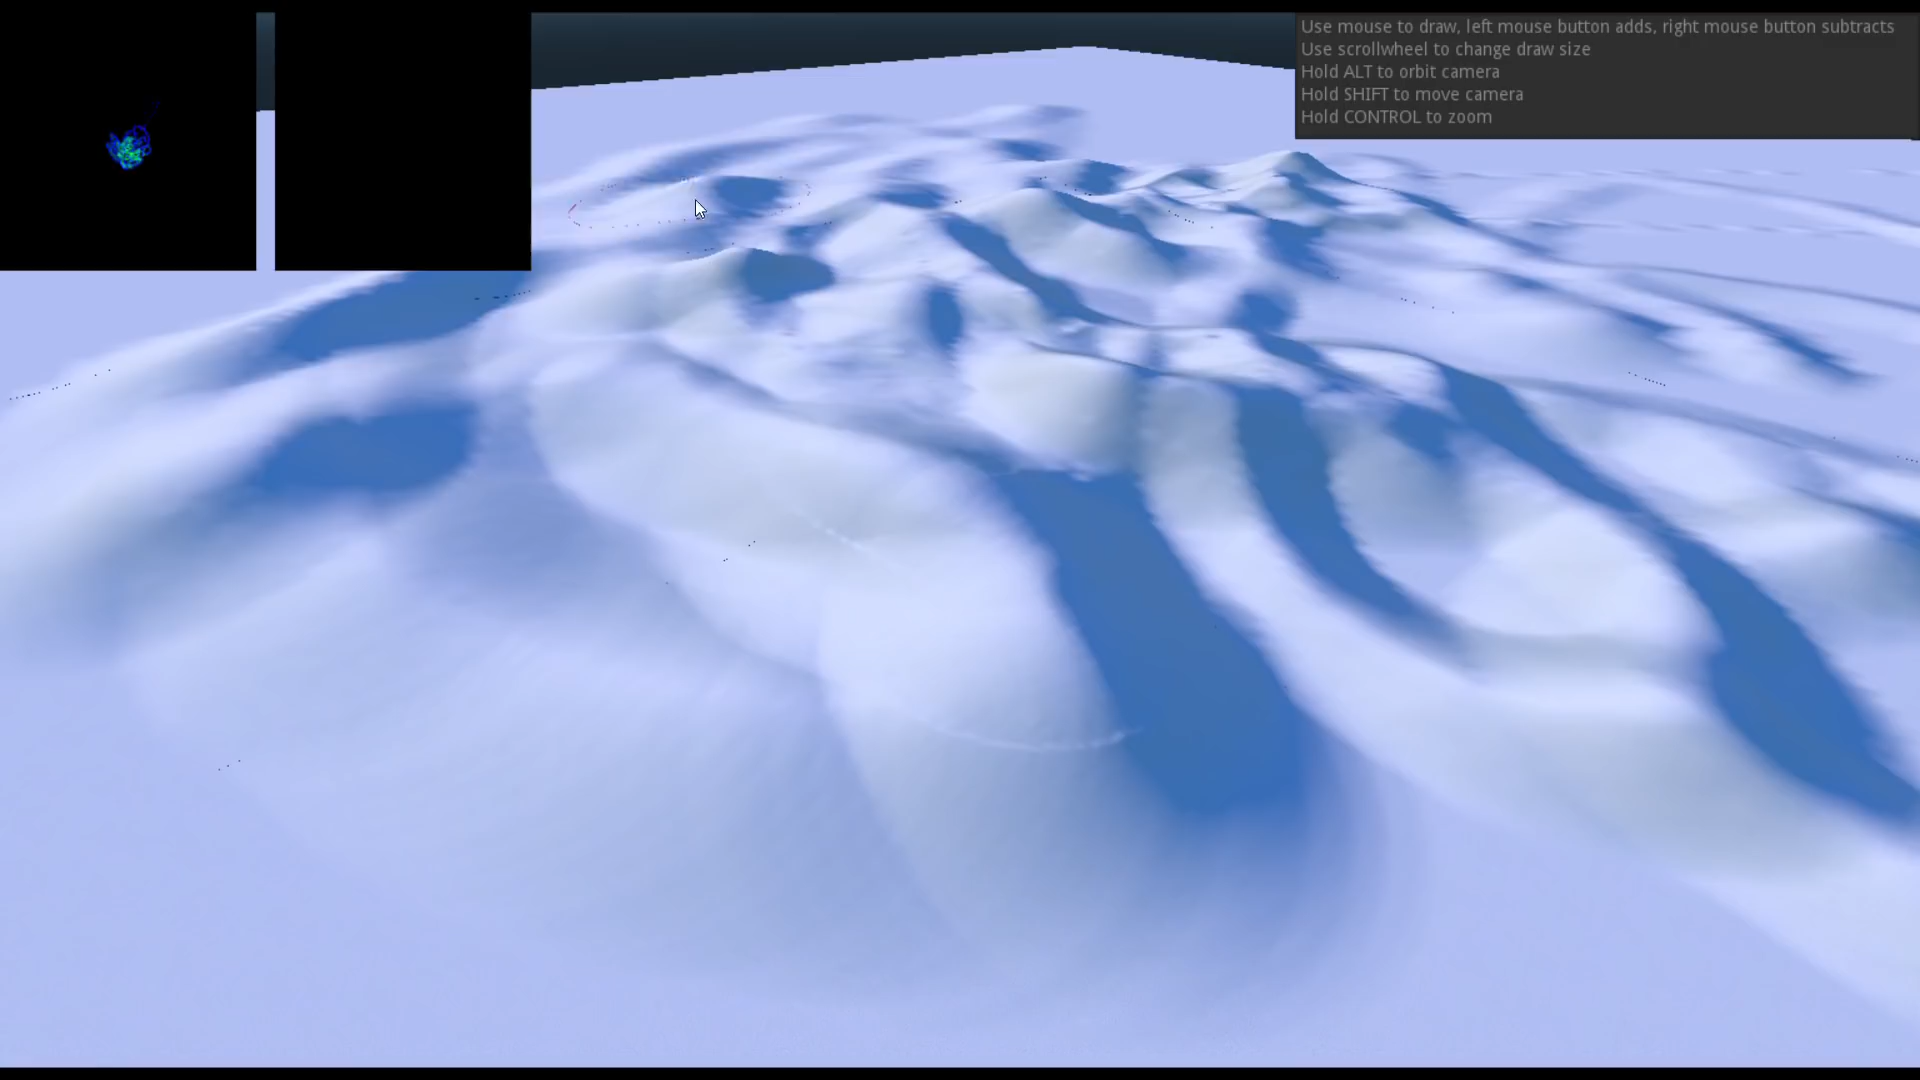 Use mouse to draw, left mouse button adds, right mouse button subtracts
Use scrollwheel to change draw size
Hold ALT to orbit camera
Hold SHIFT to move camera
Hold CONTROL to zoom